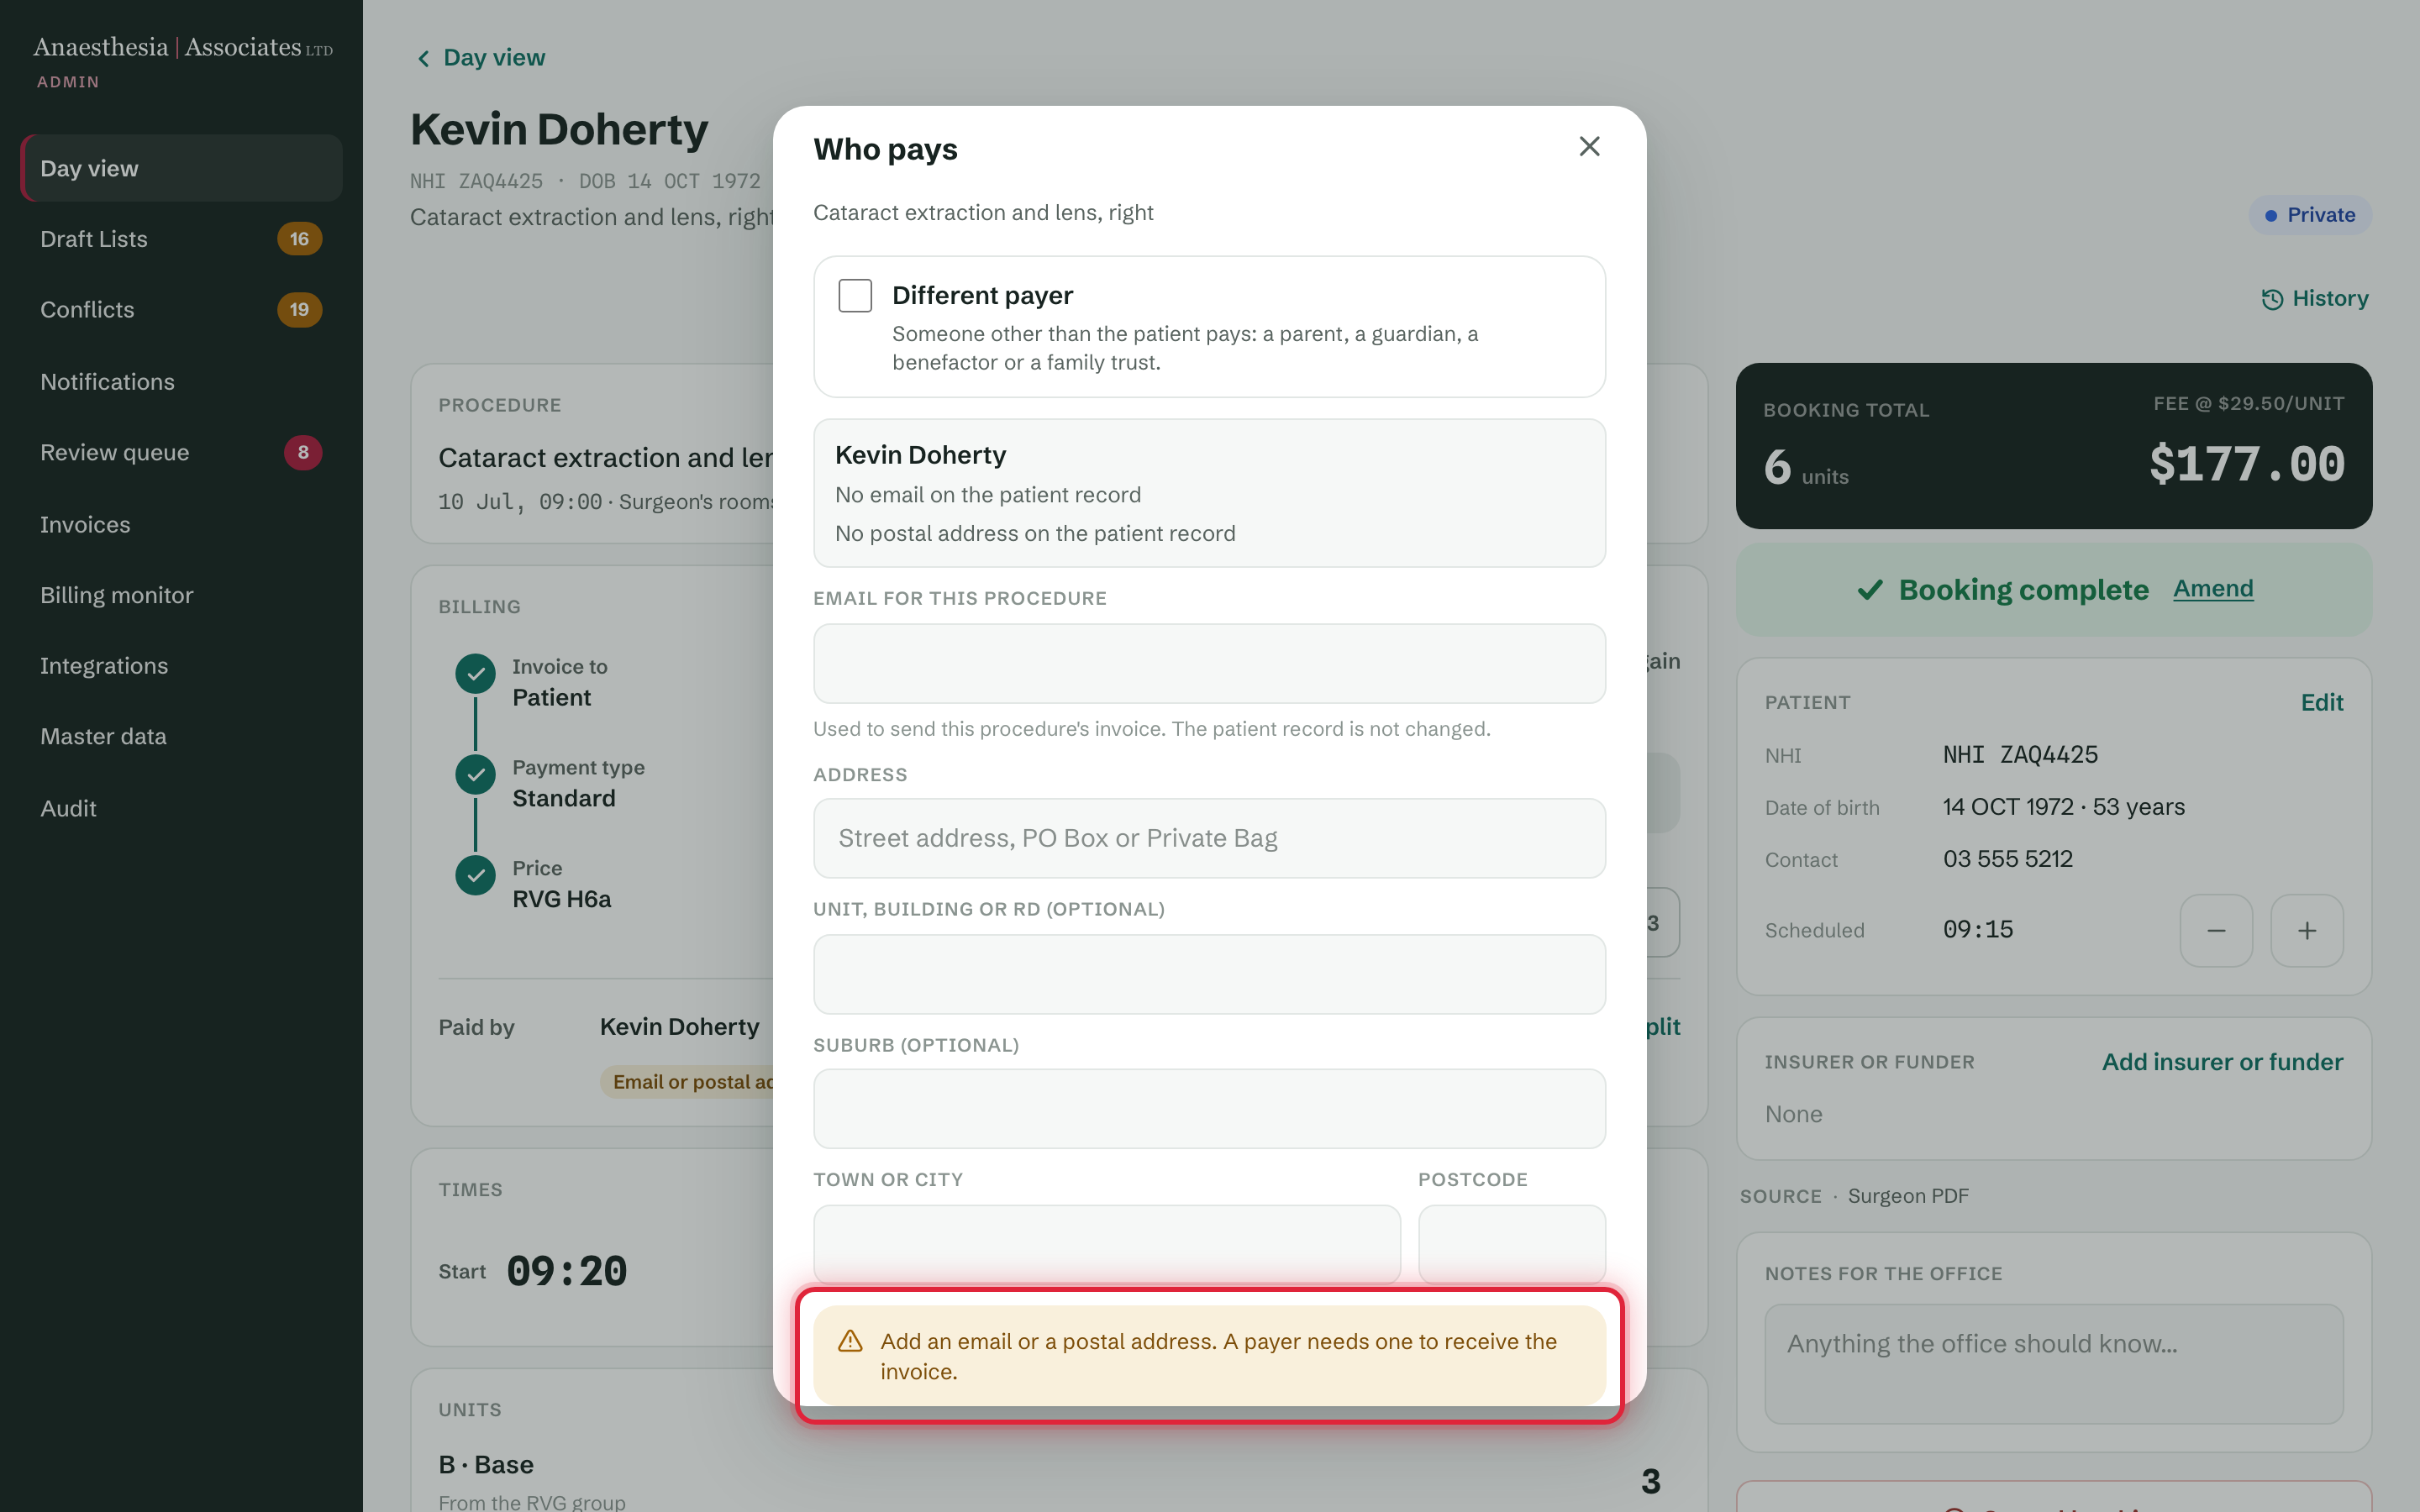 Anaesthesia | Associates LTD
ADMIN
Day view
Draft Lists 16
Conflicts 19
Notifications
Review queue 8
Invoices
Billing monitor
Integrations
Master data
Audit
Day view
Kevin Doherty
NHI ZAQ4425 · DOB 14 OCT 1972
Cataract extraction and lens, right
Private
History
PROCEDURE
Cataract extraction and
10 Jul, 09:00 · Surgeon's rooms
BILLING
Invoice to
Patient
Payment type
Standard
Price
RVG H6a
Paid by Kevin Doherty
Email or postal
TIMES
Start 09:20
UNITS
B · Base
From the RVG group
3
Who pays
Cataract extraction and lens, right
Different payer
Someone other than the patient pays: a parent, a guardian, a
benefactor or a family trust.
Kevin Doherty
No email on the patient record
No postal address on the patient record
EMAIL FOR THIS PROCEDURE
Used to send this procedure's invoice. The patient record is not changed.
ADDRESS
Street address, PO Box or Private Bag
UNIT, BUILDING OR RD (OPTIONAL)
SUBURB (OPTIONAL)
TOWN OR CITY
POSTCODE
Add an email or a postal address. A payer needs one to receive the
invoice.
BOOKING TOTAL
FEE @ $29.50/UNIT
6 units
$177.00
Booking complete Amend
PATIENT Edit
NHI NHI ZAQ4425
Date of birth 14 OCT 1972 · 53 years
Contact 03 555 5212
Scheduled 09:15 − +
INSURER OR FUNDER Add insurer or funder
None
SOURCE · Surgeon PDF
NOTES FOR THE OFFICE
Anything the office should know...